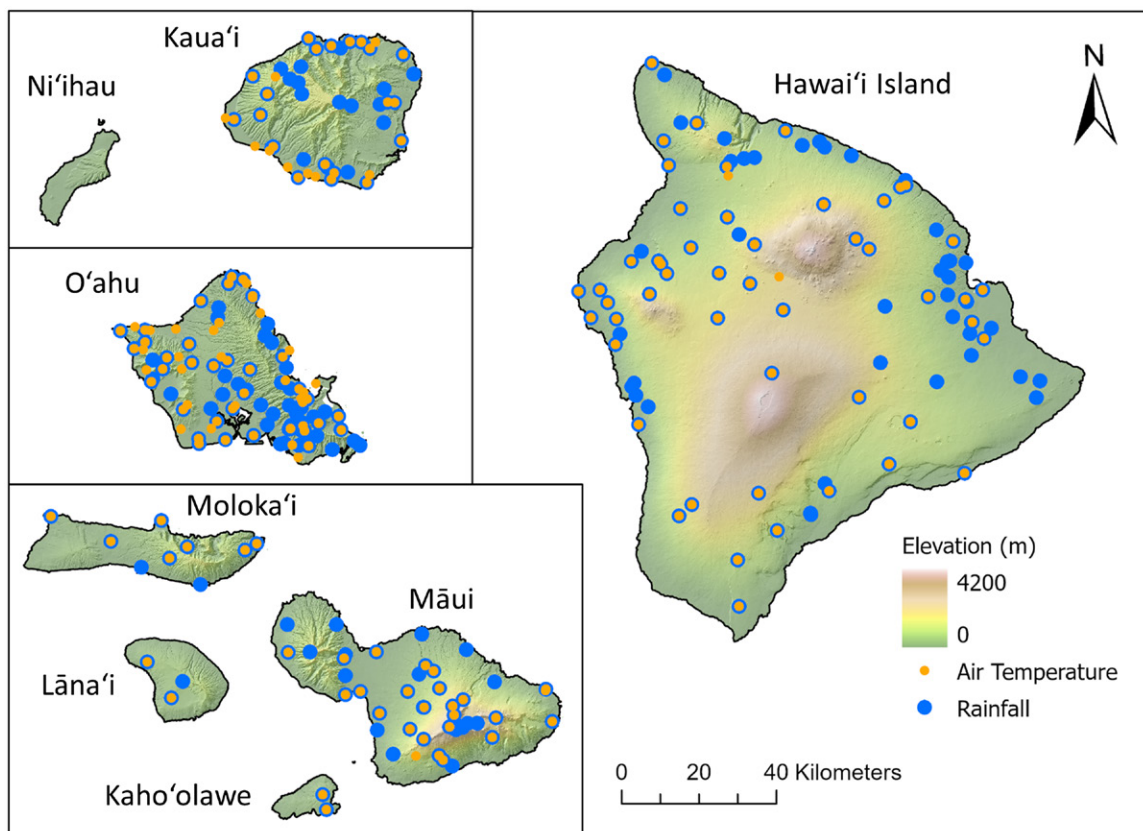 Kauaʻi
Niʻihau
Oʻahu
Molokaʻi
Māui
Lānaʻi
Kahoʻolawe
Hawaiʻi Island
N
Elevation (m)
4200
0
Air Temperature
Rainfall
0 20 40 Kilometers